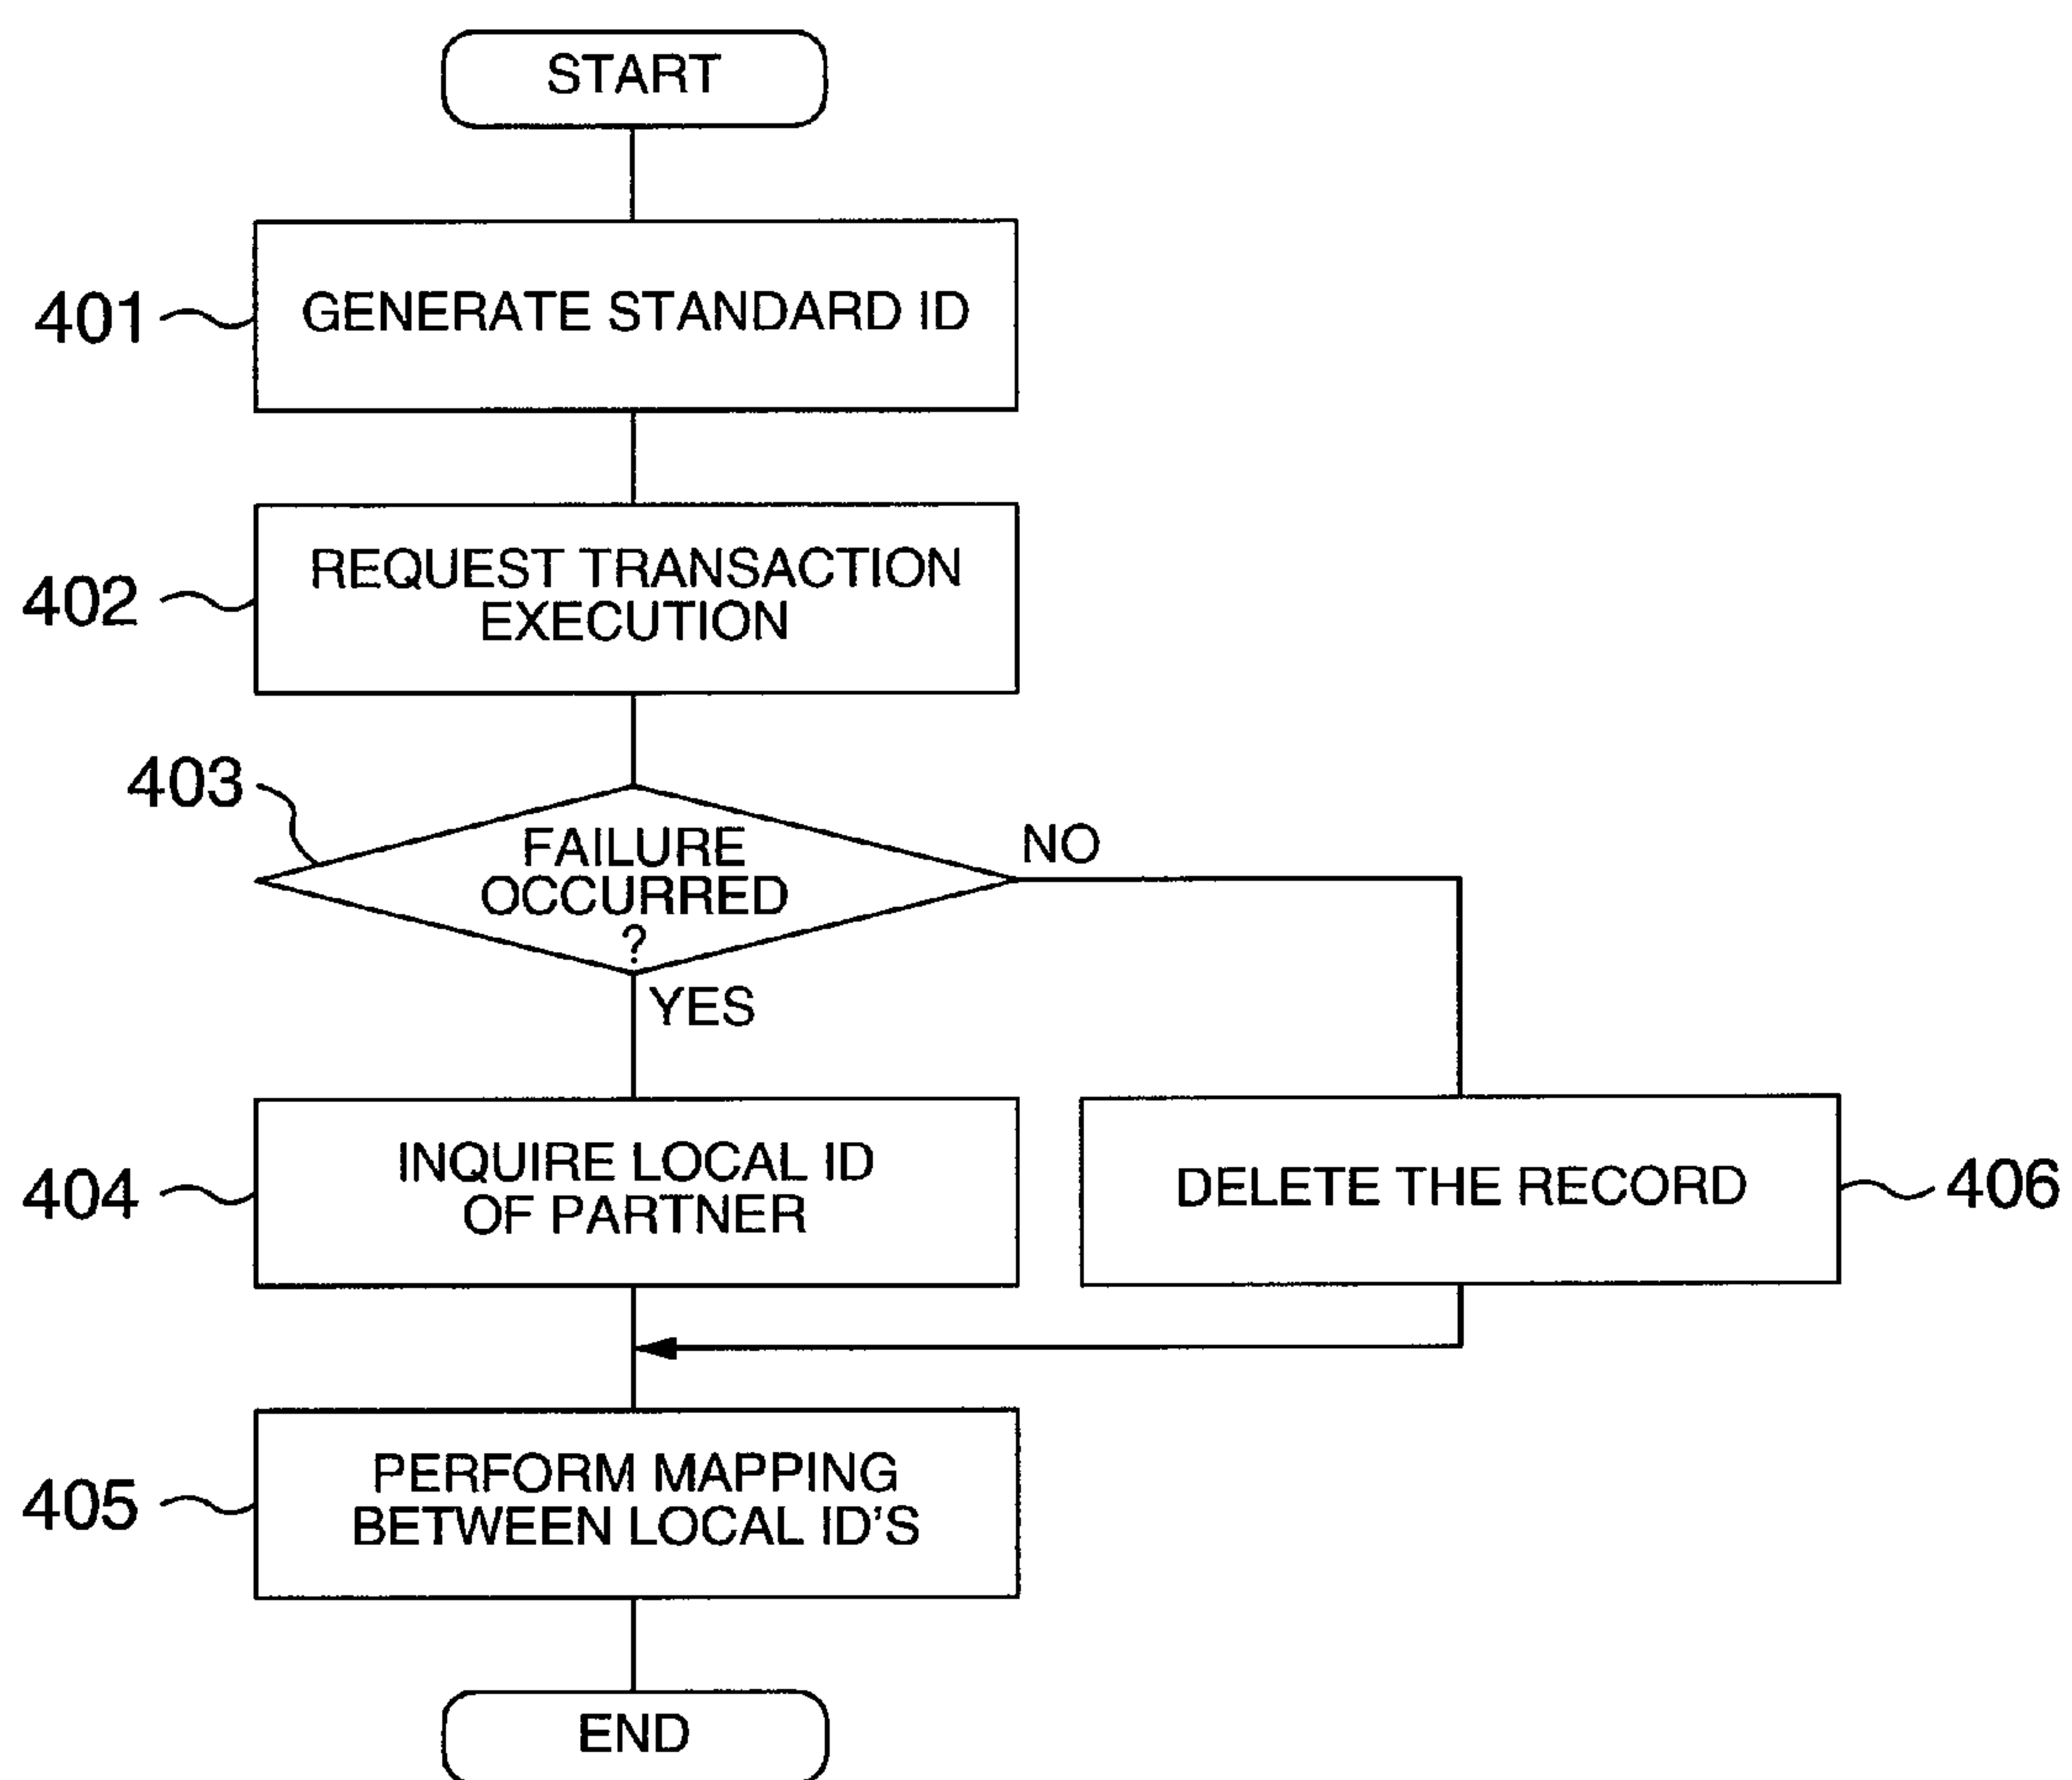 START
401
GENERATE STANDARD ID
402
REQUEST TRANSACTION
EXECUTION
403
FAILURE
OCCURRED
?
NO
YES
404
INQUIRE LOCAL ID
OF PARTNER
DELETE THE RECORD
406
405
PERFORM MAPPING
BETWEEN LOCAL ID'S
END